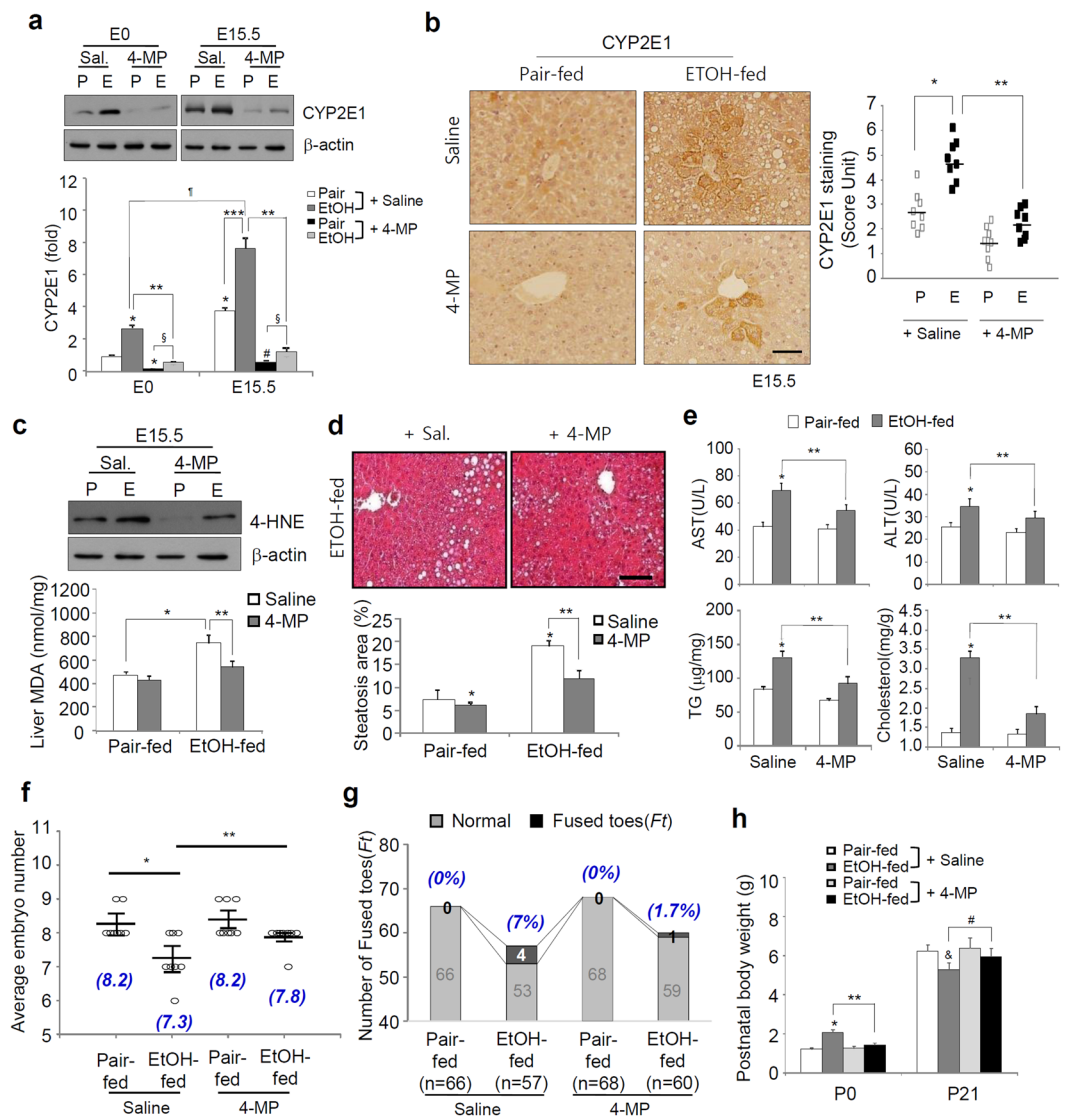 a
E0
E15.5
Sal.
4-MP
Sal.
4-MP
P E P E P E P E
CYP2E1
β-actin
CYP2E1 (fold)
12
10
8
6
4
2
0
¶
***
**
**
*
*
*
§
#
§
Pair
EtOH
+ Saline
Pair
EtOH
+ 4-MP
E0
E15.5
b
CYP2E1
Pair-fed
ETOH-fed
Saline
4-MP
E15.5
CYP2E1 staining
(Score Unit)
7
6
5
4
3
2
1
0
*
**
P E P E
+ Saline
+ 4-MP
c
E15.5
Sal.
4-MP
P E P E
4-HNE
β-actin
Liver MDA (nmol/mg)
1200
1000
800
600
400
200
0
*
**
Saline
4-MP
Pair-fed
EtOH-fed
d
+ Sal.
+ 4-MP
ETOH-fed
Steatosis area (%)
25
20
15
10
5
0
*
*
**
Saline
4-MP
Pair-fed
EtOH-fed
e
Pair-fed
EtOH-fed
AST(U/L)
100
80
60
40
20
0
*
**
ALT(U/L)
60
50
40
30
20
10
0
*
**
TG (μg/mg)
200
150
100
50
0
*
**
Saline
4-MP
Cholesterol(mg/g)
4.5
4.0
3.5
3.0
2.5
2.0
1.5
1.0
*
**
Saline
4-MP
f
Average embryo number
11
10
9
8
7
6
5
*
**
(8.2)
(7.3)
(8.2)
(7.8)
Pair-
fed
EtOH-
fed
Pair-
fed
EtOH-
fed
Saline
4-MP
g
Normal
Fused toes(Ft)
Number of Fused toes(Ft)
80
70
60
50
40
(0%)
(7%)
(0%)
(1.7%)
0
4
0
1
66
53
68
59
Pair-
fed
(n=66)
EtOH-
fed
(n=57)
Pair-
fed
(n=68)
EtOH-
fed
(n=60)
Saline
4-MP
h
Pair-fed
EtOH-fed
+ Saline
Pair-fed
EtOH-fed
+ 4-MP
Postnatal body weight (g)
10
8
6
4
2
0
*
**
&
#
P0
P21